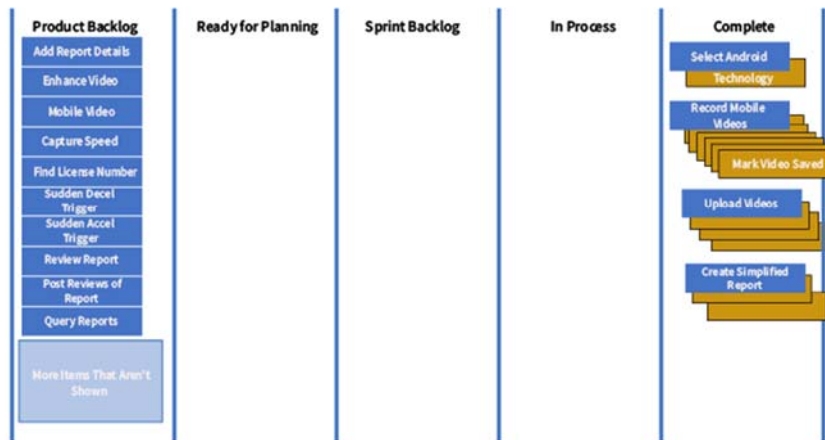 Product Backlog
Ready for Planning
Sprint Backlog
In Process
Complete
Add Report Details
Enhance Video
Mobile Video
Capture Speed
Find License Number
Sudden Decel
Trigger
Sudden Accel
Trigger
Review Report
Post Reviews of
Report
Query Reports
More Items That Aren't
Shown
Select Android
Technology
Record Mobile
Videos
Mark Video Saved
Upload Videos
Create Simplified
Report